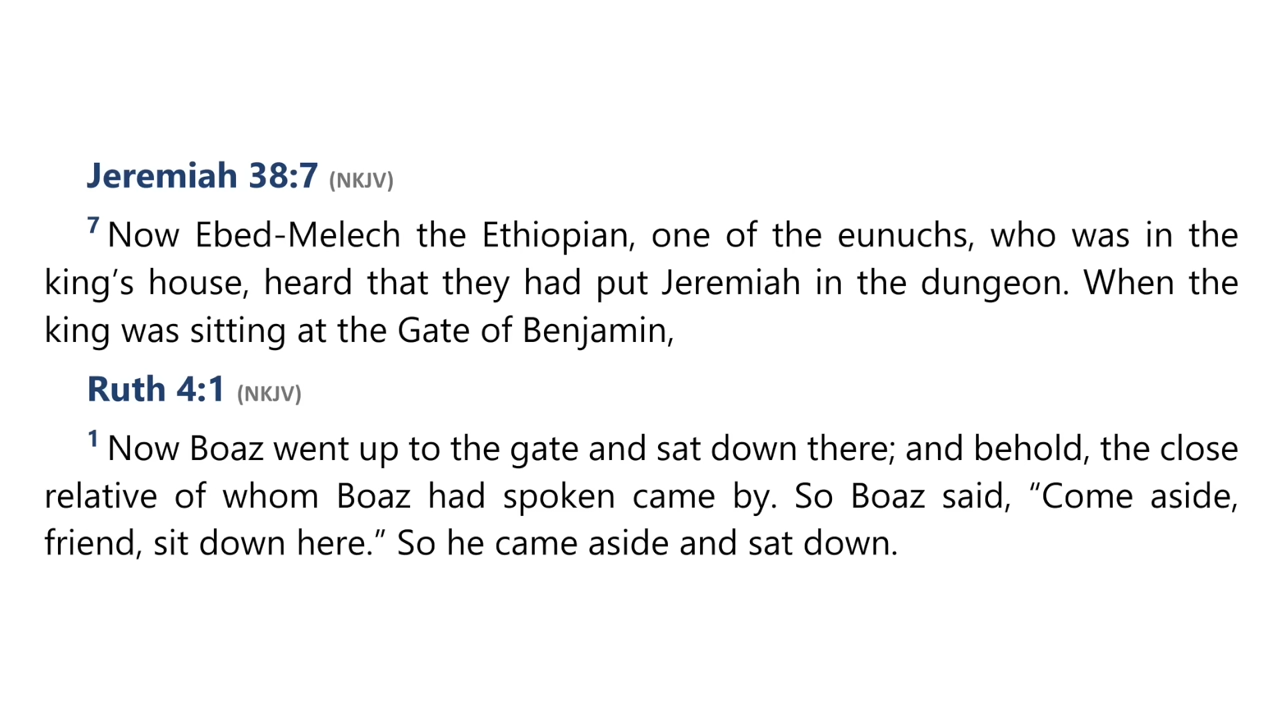 Jeremiah 38:7 (NKJV)
7 Now Ebed-Melech the Ethiopian, one of the eunuchs, who was in the
king’s house, heard that they had put Jeremiah in the dungeon. When the
king was sitting at the Gate of Benjamin,
Ruth 4:1 (NKJV)
1 Now Boaz went up to the gate and sat down there; and behold, the close
relative of whom Boaz had spoken came by. So Boaz said, “Come aside,
friend, sit down here.” So he came aside and sat down.